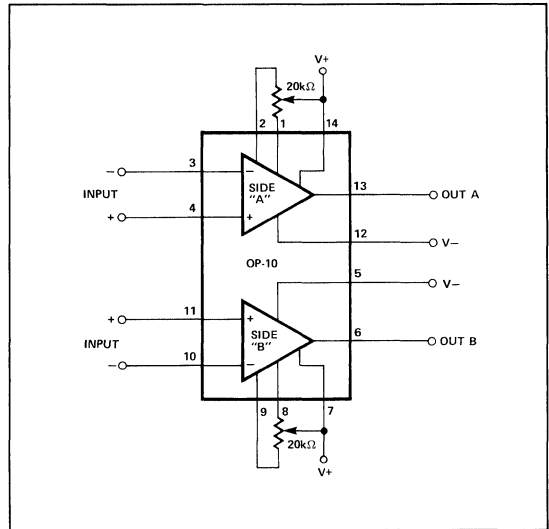 V+
20kΩ
2 1 14
− 3
SIDE "A"
−
13 OUT A
INPUT
+ 4
+
12 V−
OP-10
5 V−
+ 11
+
SIDE "B"
6 OUT B
INPUT
− 10
−
9 8 7
20kΩ
V+